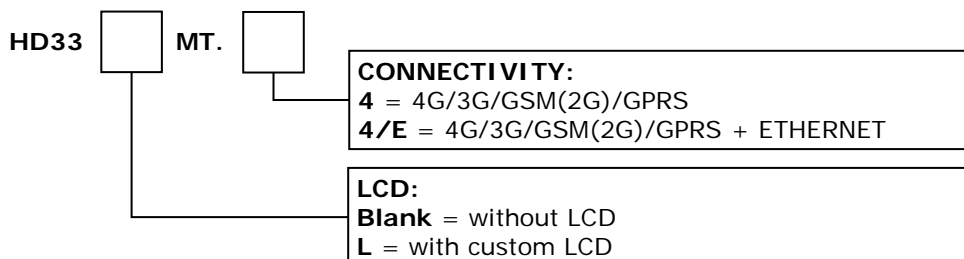 HD33 MT.
CONNECTIVITY:
4 = 4G/3G/GSM(2G)/GPRS
4/E = 4G/3G/GSM(2G)/GPRS + ETHERNET
LCD:
Blank = without LCD
L = with custom LCD